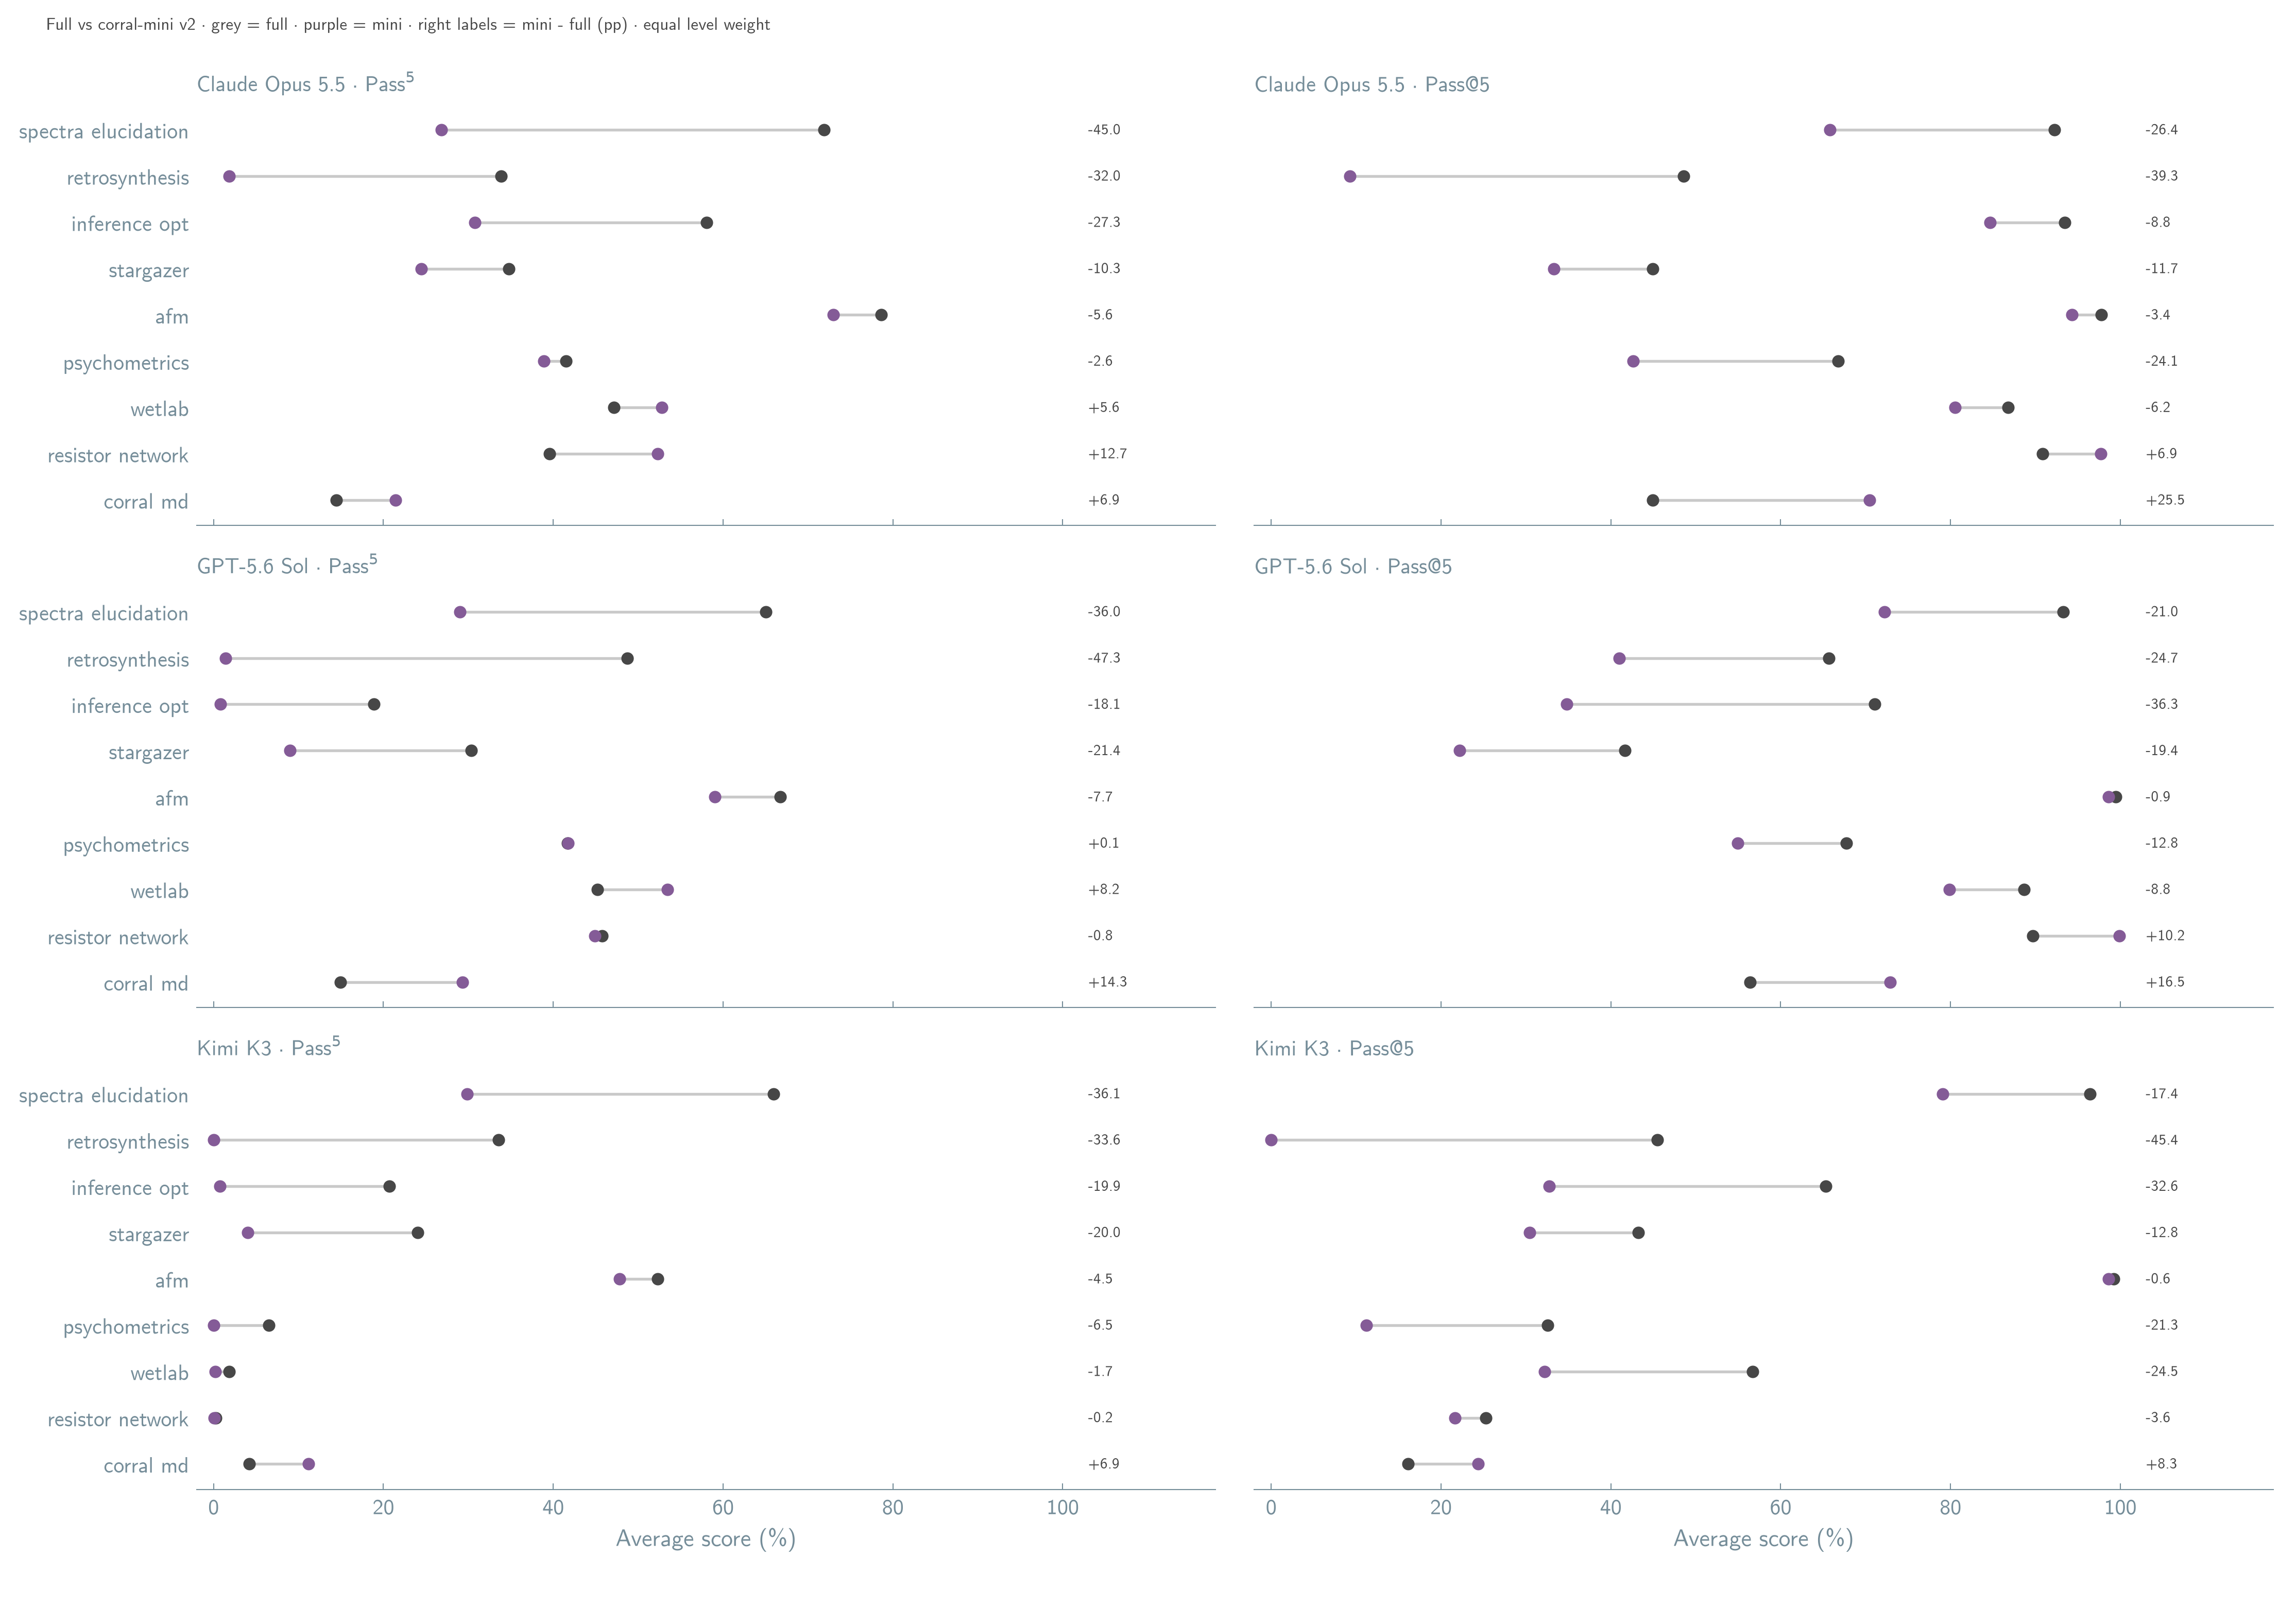 Full vs corral-mini v2 · grey = full · purple = mini · right labels = mini - full (pp) · equal level weight
Claude Opus 5.5 · Pass⁵
spectra elucidation -45.0
retrosynthesis -32.0
inference opt -27.3
stargazer -10.3
afm -5.6
psychometrics -2.6
wetlab +5.6
resistor network +12.7
corral md +6.9
Claude Opus 5.5 · Pass@5
-26.4
-39.3
-8.8
-11.7
-3.4
-24.1
-6.2
+6.9
+25.5
GPT-5.6 Sol · Pass⁵
spectra elucidation -36.0
retrosynthesis -47.3
inference opt -18.1
stargazer -21.4
afm -7.7
psychometrics +0.1
wetlab +8.2
resistor network -0.8
corral md +14.3
GPT-5.6 Sol · Pass@5
-21.0
-24.7
-36.3
-19.4
-0.9
-12.8
-8.8
+10.2
+16.5
Kimi K3 · Pass⁵
spectra elucidation -36.1
retrosynthesis -33.6
inference opt -19.9
stargazer -20.0
afm -4.5
psychometrics -6.5
wetlab -1.7
resistor network -0.2
corral md +6.9
0 20 40 60 80 100
Average score (%)
Kimi K3 · Pass@5
-17.4
-45.4
-32.6
-12.8
-0.6
-21.3
-24.5
-3.6
+8.3
0 20 40 60 80 100
Average score (%)